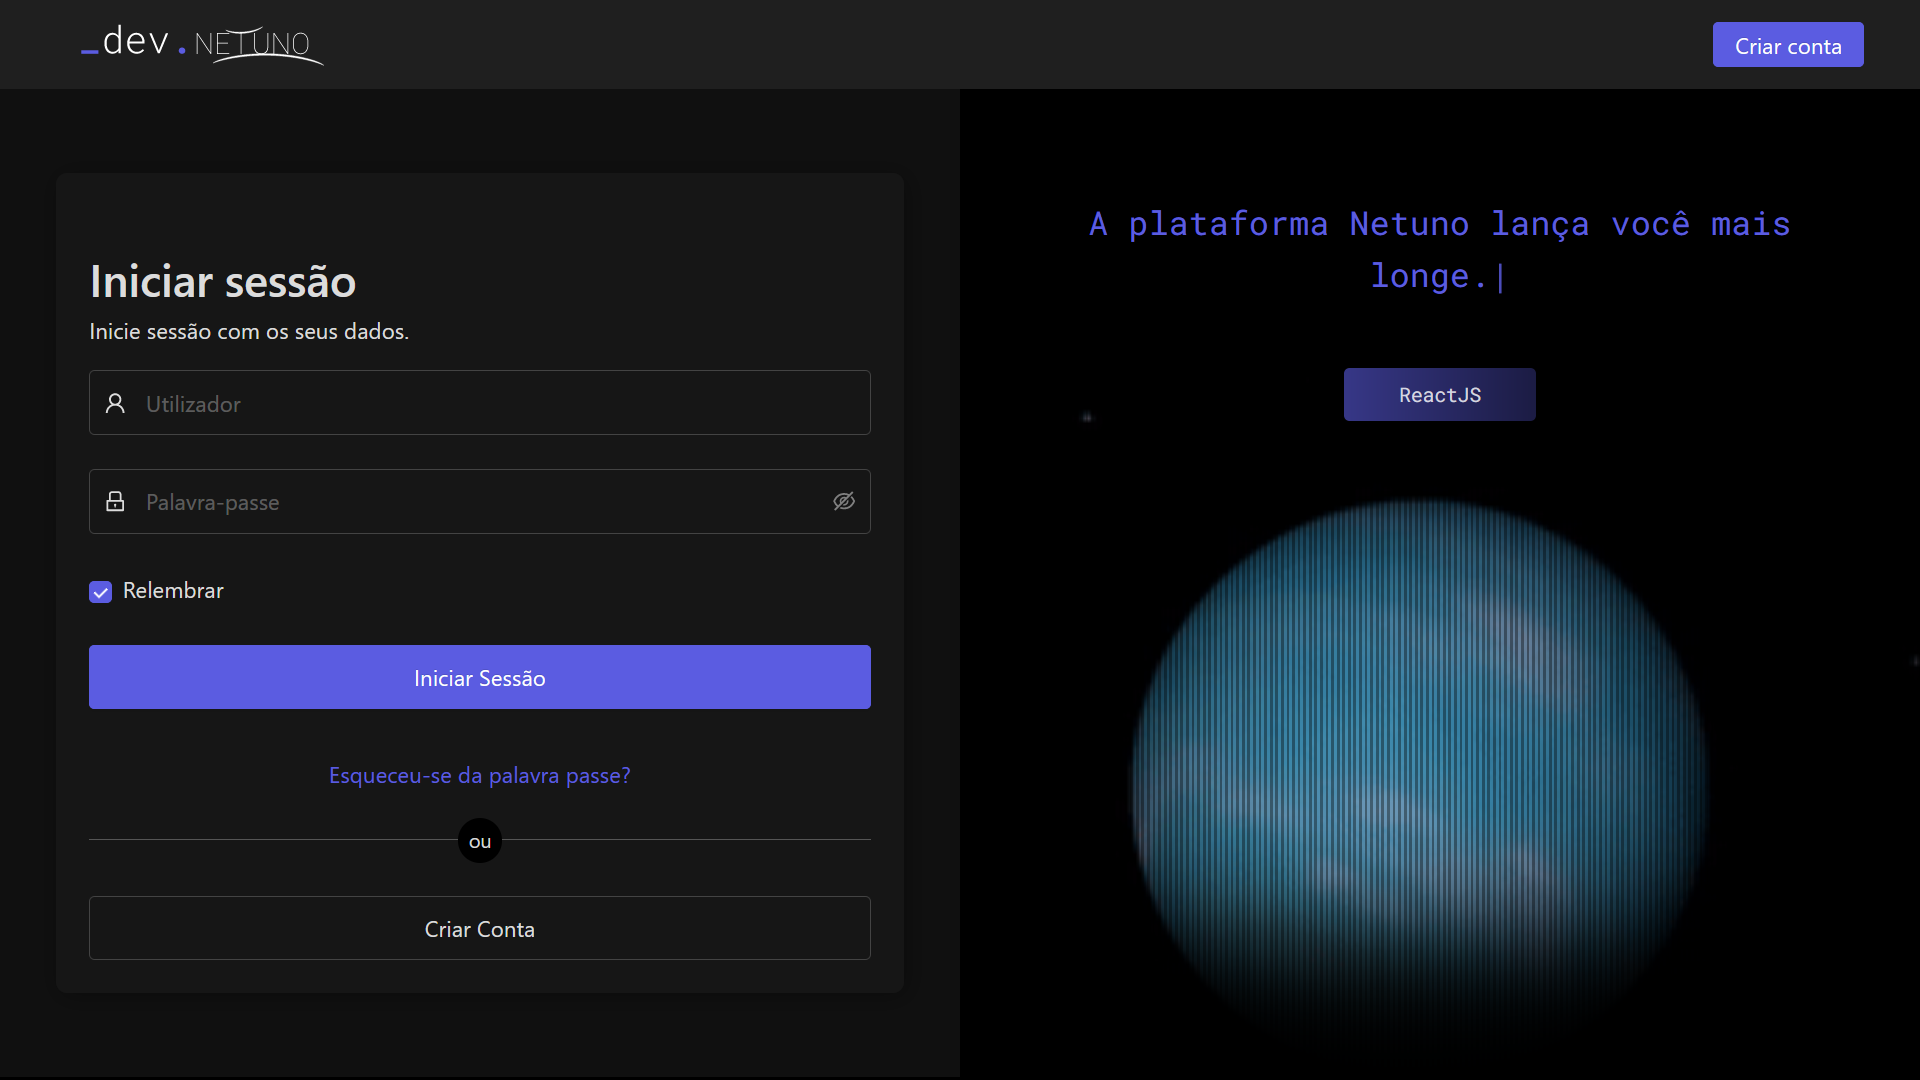 _dev.NETUNO
Criar conta
Iniciar sessão
Inicie sessão com os seus dados.
Utilizador
Palavra-passe
Relembrar
Iniciar Sessão
Esqueceu-se da palavra passe?
ou
Criar Conta
A plataforma Netuno lança você mais
longe.|
ReactJS